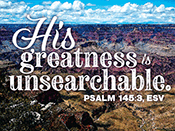 His
greatness is
unsearchable.
PSALM 145:3, ESV